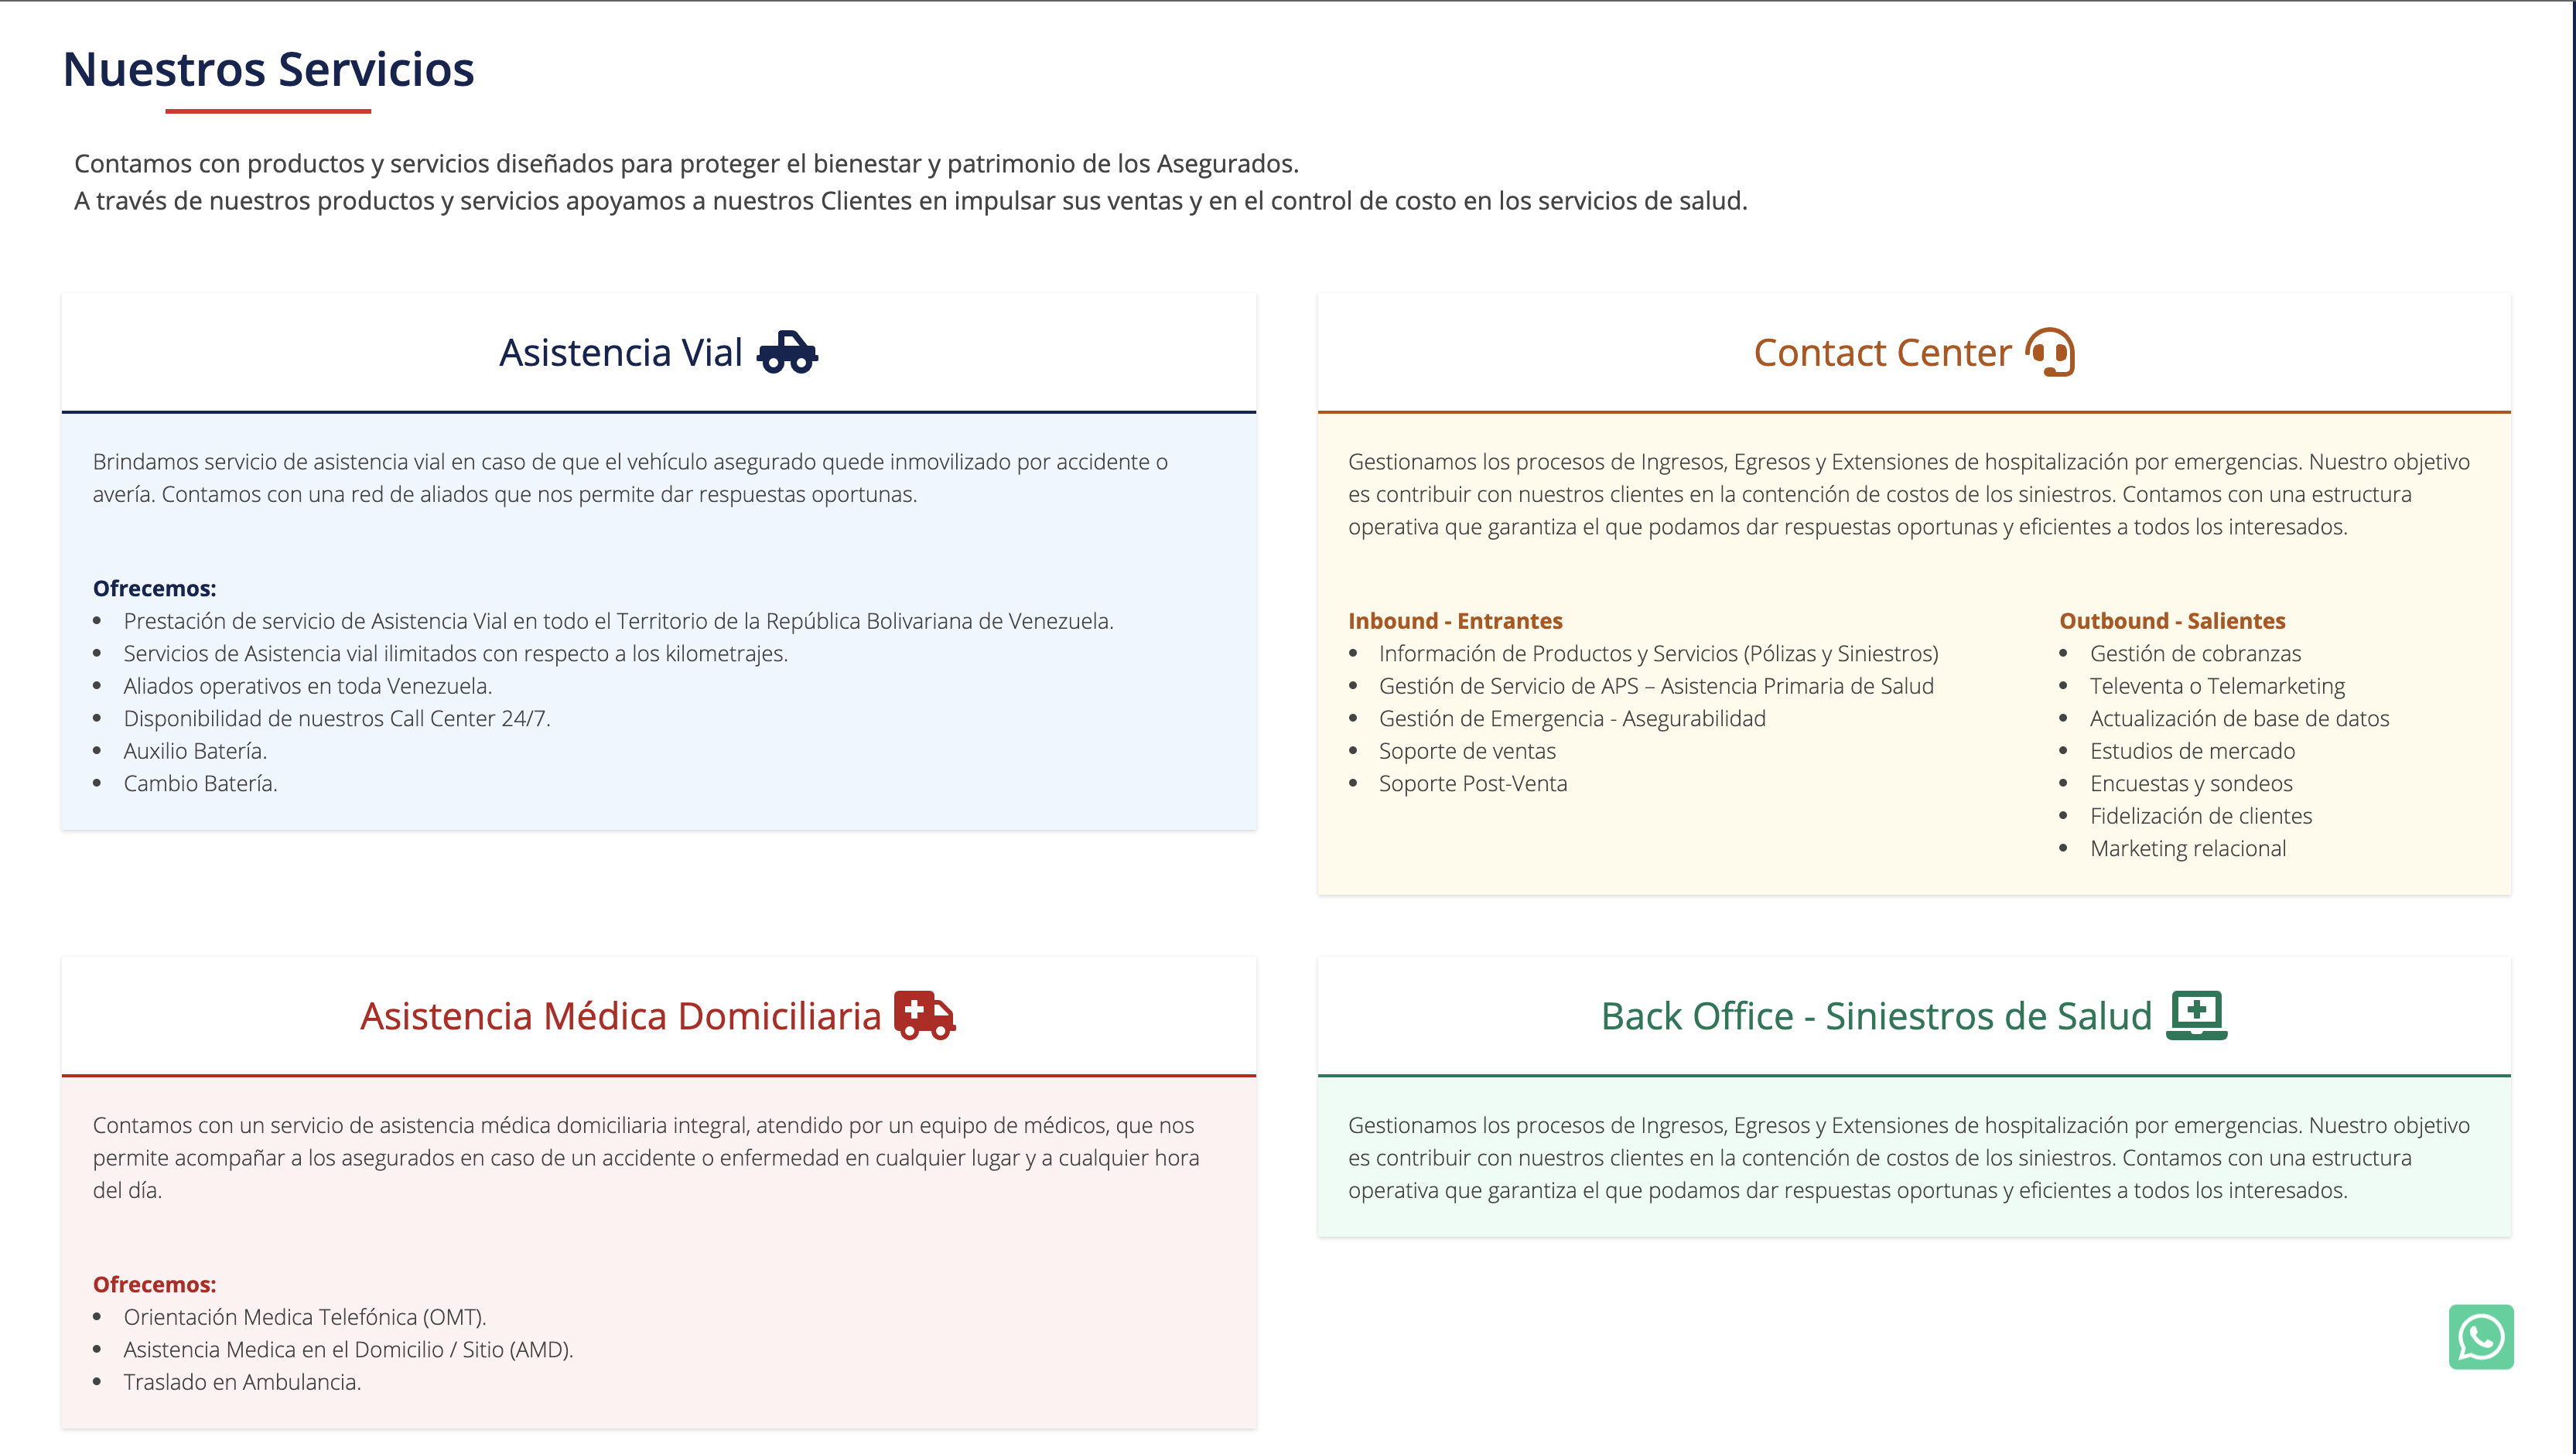 Nuestros Servicios
Contamos con productos y servicios diseñados para proteger el bienestar y patrimonio de los Asegurados.
A través de nuestros productos y servicios apoyamos a nuestros Clientes en impulsar sus ventas y en el control de costo en los servicios de salud.
Asistencia Vial
Brindamos servicio de asistencia vial en caso de que el vehículo asegurado quede inmovilizado por accidente o
avería. Contamos con una red de aliados que nos permite dar respuestas oportunas.
Ofrecemos:
• Prestación de servicio de Asistencia Vial en todo el Territorio de la República Bolivariana de Venezuela.
• Servicios de Asistencia vial ilimitados con respecto a los kilometrajes.
• Aliados operativos en toda Venezuela.
• Disponibilidad de nuestros Call Center 24/7.
• Auxilio Batería.
• Cambio Batería.
Contact Center
Gestionamos los procesos de Ingresos, Egresos y Extensiones de hospitalización por emergencias. Nuestro objetivo
es contribuir con nuestros clientes en la contención de costos de los siniestros. Contamos con una estructura
operativa que garantiza el que podamos dar respuestas oportunas y eficientes a todos los interesados.
Inbound - Entrantes
• Información de Productos y Servicios (Pólizas y Siniestros)
• Gestión de Servicio de APS – Asistencia Primaria de Salud
• Gestión de Emergencia - Asegurabilidad
• Soporte de ventas
• Soporte Post-Venta
Outbound - Salientes
• Gestión de cobranzas
• Televenta o Telemarketing
• Actualización de base de datos
• Estudios de mercado
• Encuestas y sondeos
• Fidelización de clientes
• Marketing relacional
Asistencia Médica Domiciliaria
Contamos con un servicio de asistencia médica domiciliaria integral, atendido por un equipo de médicos, que nos
permite acompañar a los asegurados en caso de un accidente o enfermedad en cualquier lugar y a cualquier hora
del día.
Ofrecemos:
• Orientación Medica Telefónica (OMT).
• Asistencia Medica en el Domicilio / Sitio (AMD).
• Traslado en Ambulancia.
Back Office - Siniestros de Salud
Gestionamos los procesos de Ingresos, Egresos y Extensiones de hospitalización por emergencias. Nuestro objetivo
es contribuir con nuestros clientes en la contención de costos de los siniestros. Contamos con una estructura
operativa que garantiza el que podamos dar respuestas oportunas y eficientes a todos los interesados.